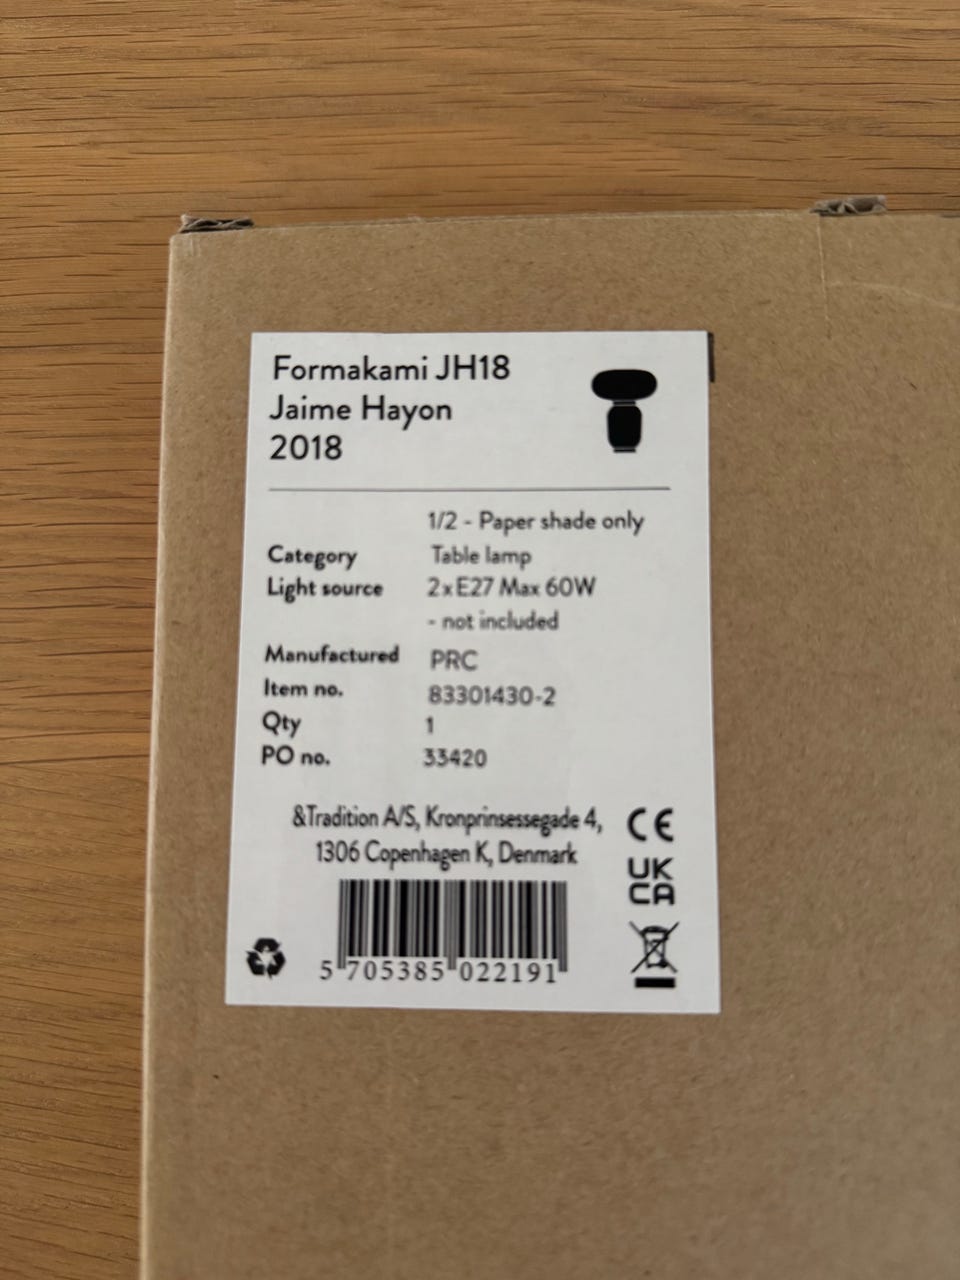 Formakami JH18
Jaime Hayon
2018
1/2 - Paper shade only
Category Table lamp
Light source 2xE27 Max 60W
- not included
Manufactured PRC
Item no. 83301430-2
Qty 1
PO no. 33420
&Tradition A/S, Kronprinsessegade 4,
1306 Copenhagen K, Denmark
CE
UK
CA
5 705385 022191